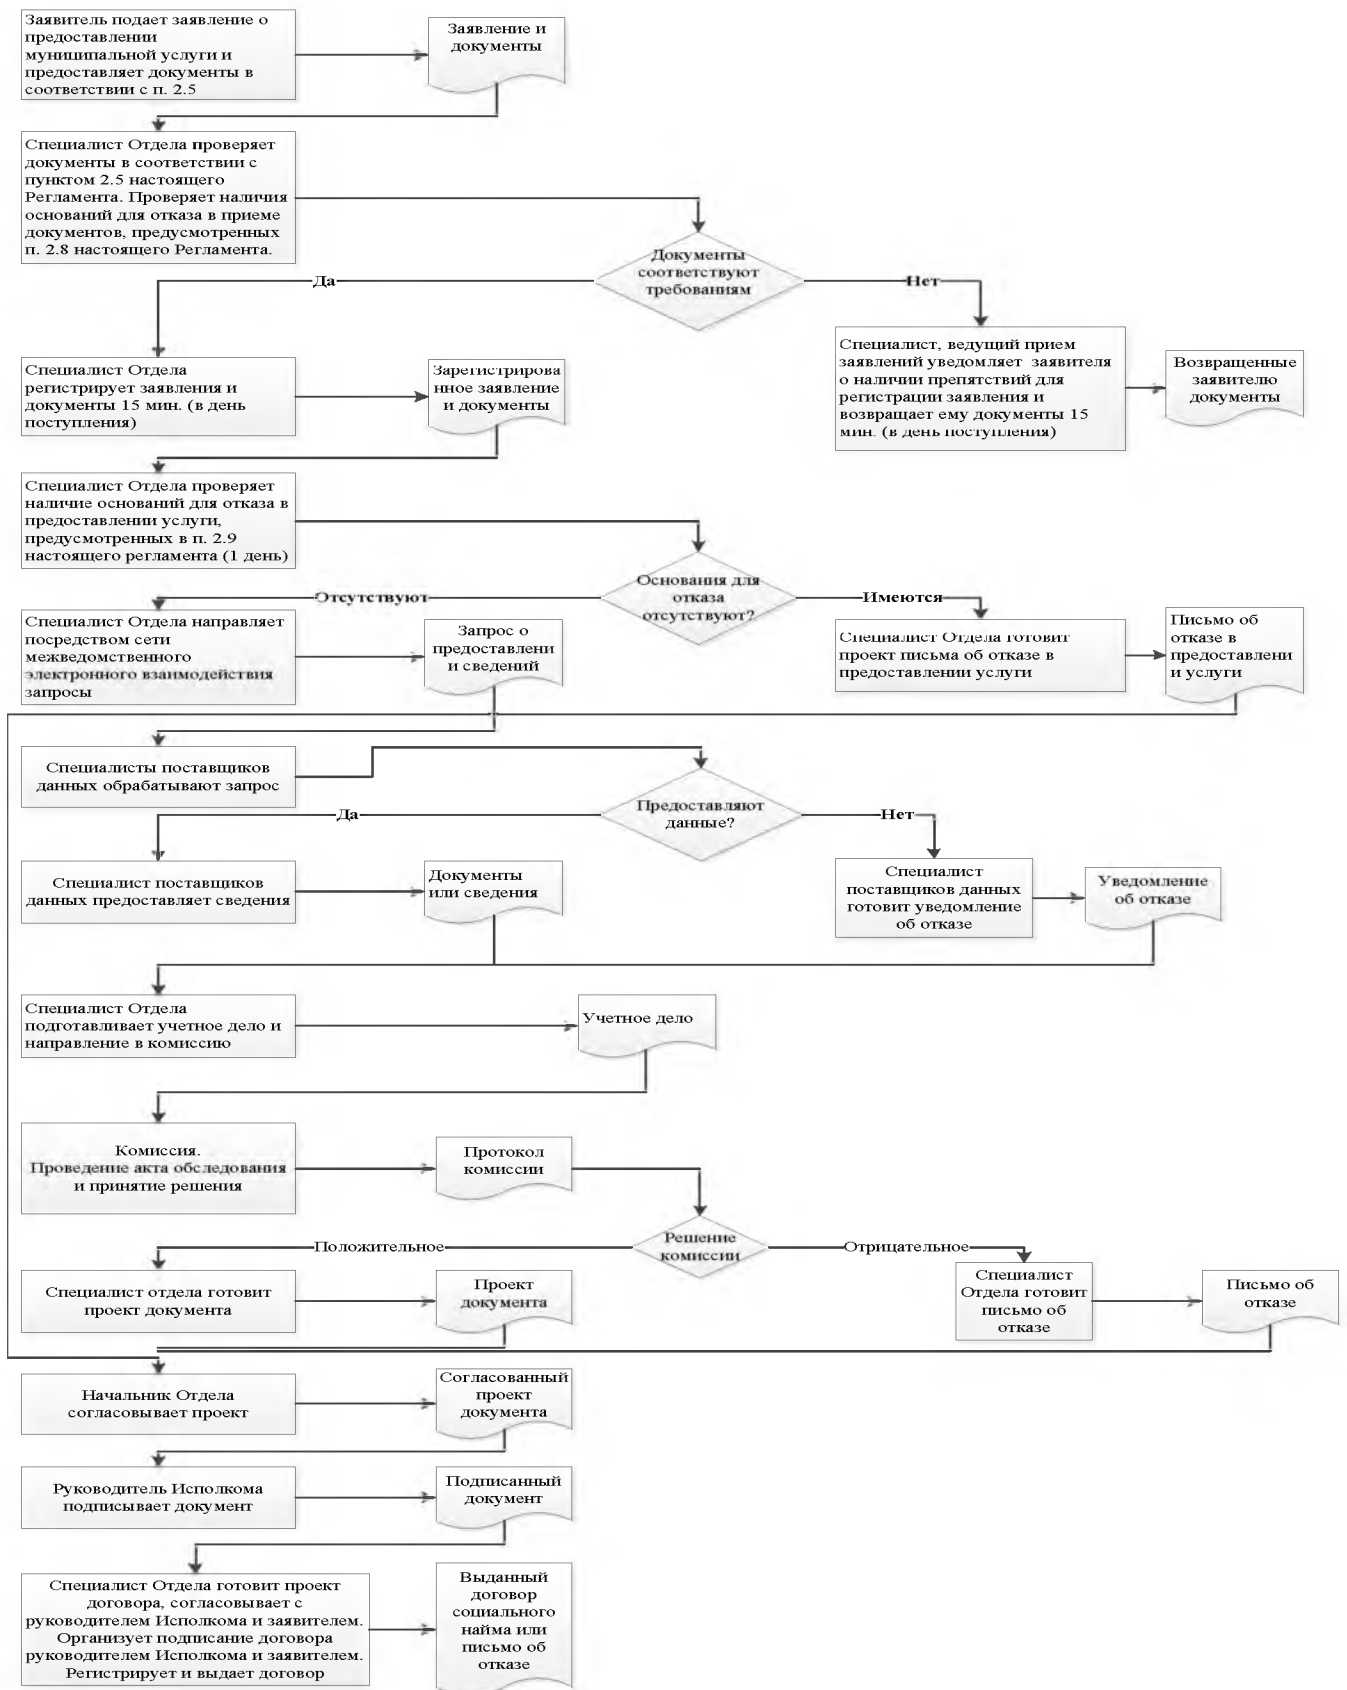 Заявитель подает заявление о
предоставлении
муниципальной услуги и
предоставляет документы в
соответствии с п. 2.5
Заявление и
документы
Специалист Отдела проверяет
документы в соответствии с
пунктом 2.5 настоящего
Регламента. Проверяет наличия
оснований для отказа в приеме
документов, предусмотренных
п. 2.8 настоящего Регламента.
Документы
соответствуют
требованиям
Да
Нет
Специалист Отдела
регистрирует заявления и
документы 15 мин. (в день
поступления)
Зарегистрирова
нное заявление
и документы
Специалист, ведущий прием
заявлений уведомляет заявителя
о наличии препятствий для
регистрации заявления и
возвращает ему документы 15
мин. (в день поступления)
Возвращенные
заявителю
документы
Специалист Отдела проверяет
наличие оснований для отказа в
предоставлении услуги,
предусмотренных в п. 2.9
настоящего регламента (1 день)
Основания для
отказа
отсутствуют?
Отсутствуют
Имеются
Специалист Отдела направляет
посредством сети
межведомственного
электронного взаимодействия
запросы
Запрос о
предоставлени
и сведений
Специалист Отдела готовит
проект письма об отказе в
предоставлении услуги
Письмо об
отказе в
предоставлени
и услуги
Специалисты поставщиков
данных обрабатывают запрос
Предоставляют
данные?
Да
Нет
Специалист поставщиков
данных предоставляет сведения
Документы
или сведения
Специалист
поставщиков данных
готовит уведомление
об отказе
Уведомление
об отказе
Специалист Отдела
подготавливает учетное дело и
направление в комиссию
Учетное дело
Комиссия.
Проведение акта обследования
и принятие решения
Протокол
комиссии
Решение
комиссии
Положительное
Отрицательное
Специалист отдела готовит
проект документа
Проект
документа
Специалист
Отдела готовит
письмо об
отказе
Письмо об
отказе
Начальник Отдела
согласовывает проект
Согласованный
проект
документа
Руководитель Исполкома
подписывает документ
Подписанный
документ
Специалист Отдела готовит проект
договора, согласовывает с
руководителем Исполкома и заявителем.
Организует подписание договора
руководителем Исполкома и заявителем.
Регистрирует и выдает договор
Выданный
договор
социального
найма или
письмо об
отказе